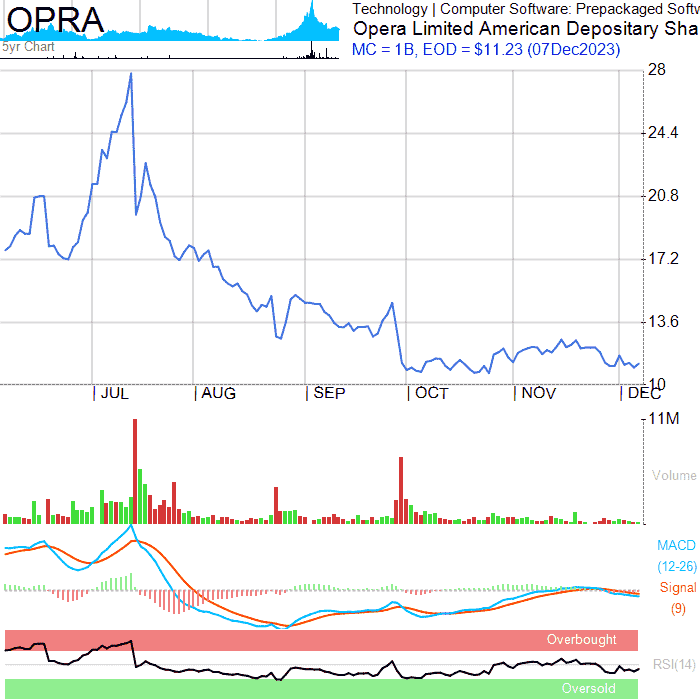 OPRA
5yr Chart
Technology | Computer Software: Prepackaged Softw
Opera Limited American Depositary Sha
MC = 1B, EOD = $11.23 (07Dec2023)
28
24.4
20.8
17.2
13.6
10
JUL AUG SEP OCT NOV DEC
11M
Volume
MACD
(12-26)
Signal
(9)
Overbought
RSI(14)
Oversold